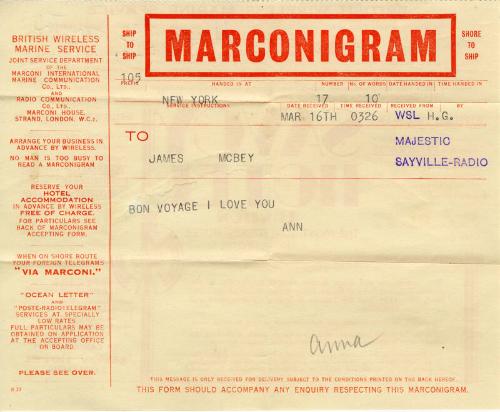 BRITISH WIRELESS
MARINE SERVICE
JOINT SERVICE DEPARTMENT
OF THE
MARCONI INTERNATIONAL
MARINE COMMUNICATION
CO., LTD.
AND
RADIO COMMUNICATION
CO., LTD.
MARCONI HOUSE,
STRAND, LONDON. W.C.2.
ARRANGE YOUR BUSINESS IN
ADVANCE BY WIRELESS.
NO MAN IS TOO BUSY TO
READ A MARCONIGRAM
RESERVE YOUR
HOTEL
ACCOMMODATION
IN ADVANCE BY WIRELESS
FREE OF CHARGE.
FOR PARTICULARS SEE
BACK OF MARCONIGRAM
ACCEPTING FORM.
WHEN ON SHORE ROUTE
YOUR FOREIGN TELEGRAMS
"VIA MARCONI."
"OCEAN LETTER"
AND
"POSTE-RADIOTELEGRAM"
SERVICES AT SPECIALLY
LOW RATES
FULL PARTICULARS MAY BE
OBTAINED ON APPLICATION
AT THE ACCEPTING OFFICE
ON BOARD.
PLEASE SEE OVER.
SHIP
TO
SHIP
MARCONIGRAM
SHORE
TO
SHIP
105
PREFIX HANDED IN AT NUMBER No. OF WORDS DATE HANDED IN TIME HANDED IN
NEW YORK 17 10
SERVICE INSTRUCTIONS DATE RECEIVED TIME RECEIVED RECEIVED FROM BY
MAR 16TH 0326 WSL H.G.
TO
MAJESTIC
JAMES MCBEY SAYVILLE-RADIO
BON VOYAGE I LOVE YOU
ANN
anna
THIS MESSAGE IS ONLY RECEIVED FOR DELIVERY SUBJECT TO THE CONDITIONS PRINTED ON THE BACK HEREOF.
THIS FORM SHOULD ACCOMPANY ANY ENQUIRY RESPECTING THIS MARCONIGRAM.